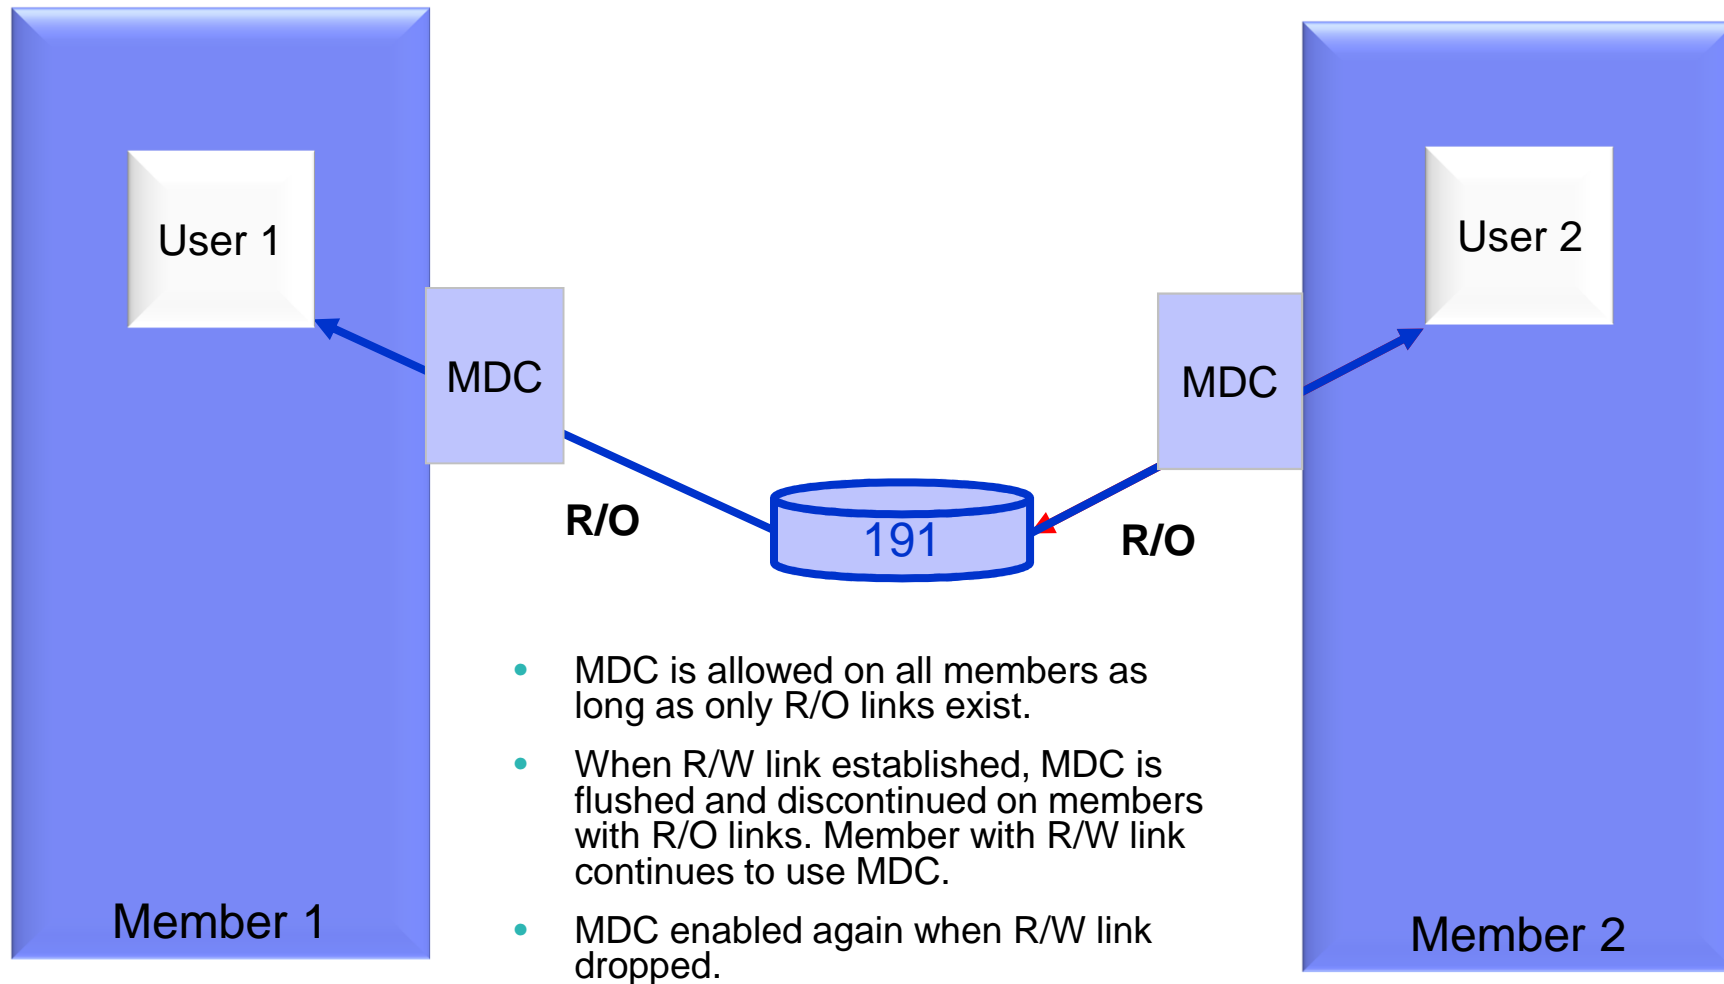 User 1
User 2
MDC
MDC
R/O
191
R/O
• MDC is allowed on all members as
long as only R/O links exist.
• When R/W link established, MDC is
flushed and discontinued on members
with R/O links. Member with R/W link
continues to use MDC.
• MDC enabled again when R/W link
dropped.
Member 1
Member 2